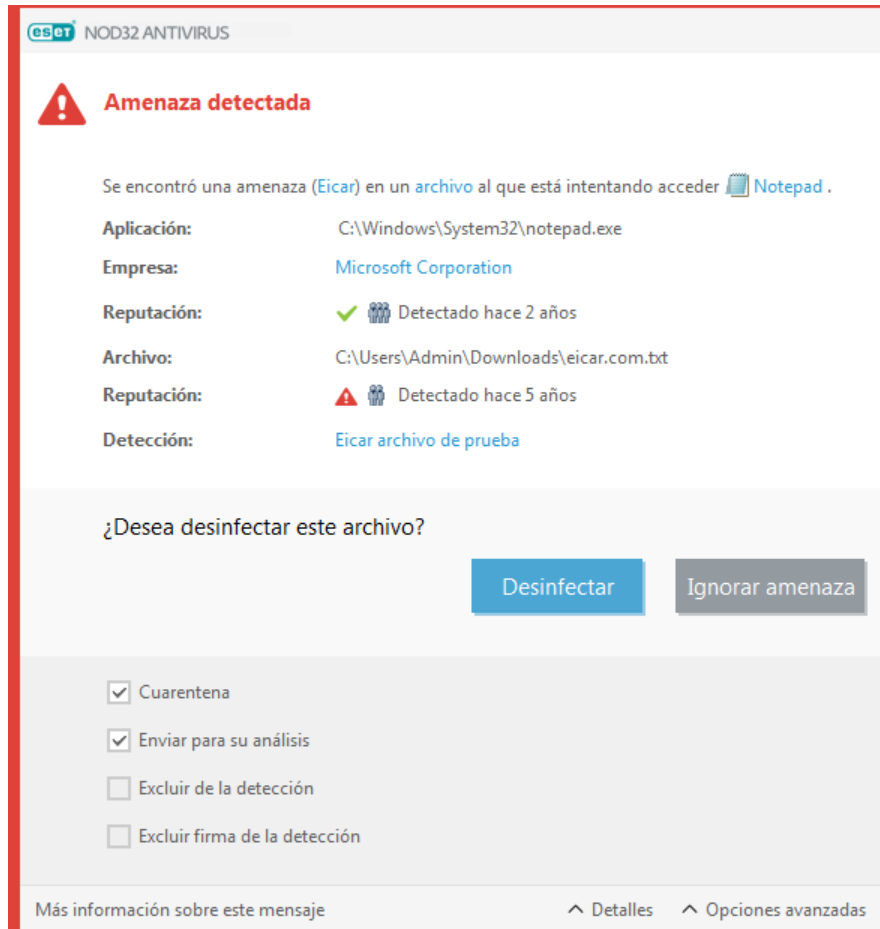 eset NOD32 ANTIVIRUS
Amenaza detectada
Se encontró una amenaza (Eicar) en un archivo al que está intentando acceder Notepad .
Aplicación: C:\Windows\System32\notepad.exe
Empresa: Microsoft Corporation
Reputación: Detectado hace 2 años
Archivo: C:\Users\Admin\Downloads\eicar.com.txt
Reputación: Detectado hace 5 años
Detección: Eicar archivo de prueba
¿Desea desinfectar este archivo?
Desinfectar Ignorar amenaza
Cuarentena
Enviar para su análisis
Excluir de la detección
Excluir firma de la detección
Más información sobre este mensaje Detalles Opciones avanzadas